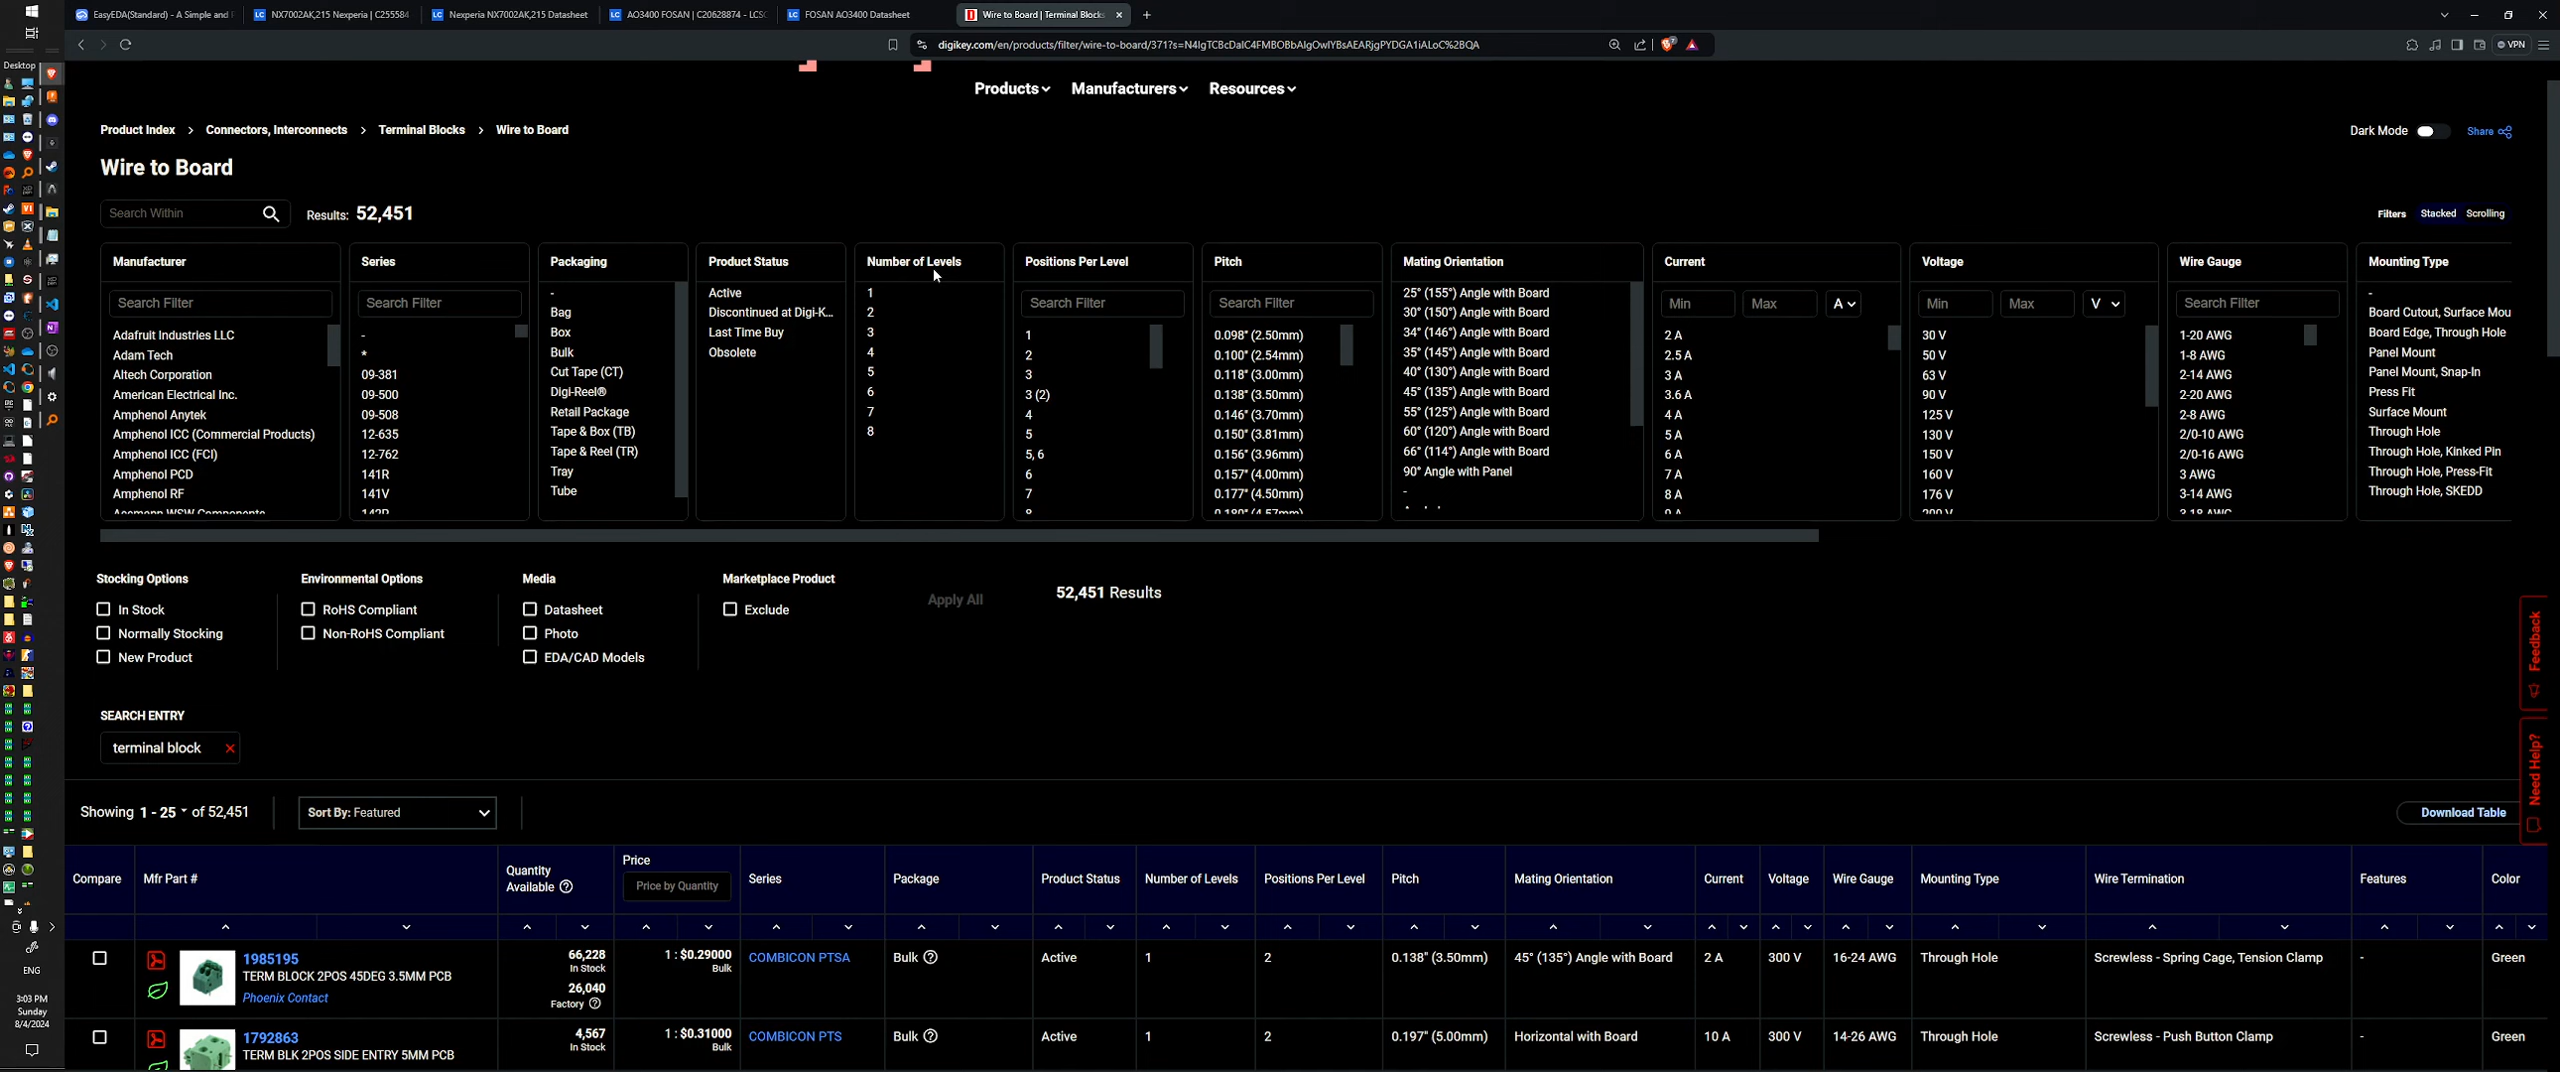 EasyEDA(Standard) - A Simple and P
NX7002AK,215 Nexperia | C255584
Nexperia NX7002AK,215 Datasheet
AO3400 FOSAN | C20628874 - LCSC
FOSAN AO3400 Datasheet
Wire to Board | Terminal Blocks
digikey.com/en/products/filter/wire-to-board/371?s=N4IgTCBcDaIC4FMBOBbAIgOwIYBsAEARjgPYDGA1iALoC%2BQA
VPN
Desktop
Products Manufacturers Resources
Product Index > Connectors, Interconnects > Terminal Blocks > Wire to Board
Dark Mode Share
Wire to Board
Search Within
Results: 52,451
Filters Stacked Scrolling
Manufacturer
Search Filter
Adafruit Industries LLC
Adam Tech
Altech Corporation
American Electrical Inc.
Amphenol Anytek
Amphenol ICC (Commercial Products)
Amphenol ICC (FCI)
Amphenol PCD
Amphenol RF
Assmann WSW Components
Series
Search Filter
-
*
09-381
09-500
09-508
12-635
12-762
141R
141V
142R
Packaging
-
Bag
Box
Bulk
Cut Tape (CT)
Digi-Reel®
Retail Package
Tape & Box (TB)
Tape & Reel (TR)
Tray
Tube
Product Status
Active
Discontinued at Digi-K...
Last Time Buy
Obsolete
Number of Levels
1
2
3
4
5
6
7
8
Positions Per Level
Search Filter
1
2
3
3 (2)
4
5
5, 6
6
7
8
Pitch
Search Filter
0.098" (2.50mm)
0.100" (2.54mm)
0.118" (3.00mm)
0.138" (3.50mm)
0.146" (3.70mm)
0.150" (3.81mm)
0.156" (3.96mm)
0.157" (4.00mm)
0.177" (4.50mm)
0.180" (4.57mm)
Mating Orientation
25° (155°) Angle with Board
30° (150°) Angle with Board
34° (146°) Angle with Board
35° (145°) Angle with Board
40° (130°) Angle with Board
45° (135°) Angle with Board
55° (125°) Angle with Board
60° (120°) Angle with Board
66° (114°) Angle with Board
90° Angle with Panel
-
Current
Min Max A
2 A
2.5 A
3 A
3.6 A
4 A
5 A
6 A
7 A
8 A
9 A
Voltage
Min Max V
30 V
50 V
63 V
90 V
125 V
130 V
150 V
160 V
176 V
200 V
Wire Gauge
Search Filter
1-20 AWG
1-8 AWG
2-14 AWG
2-20 AWG
2-8 AWG
2/0-10 AWG
2/0-16 AWG
3 AWG
3-14 AWG
3-18 AWG
Mounting Type
-
Board Cutout, Surface Mou
Board Edge, Through Hole
Panel Mount
Panel Mount, Snap-In
Press Fit
Surface Mount
Through Hole
Through Hole, Kinked Pin
Through Hole, Press-Fit
Through Hole, SKEDD
Stocking Options
In Stock
Normally Stocking
New Product
Environmental Options
RoHS Compliant
Non-RoHS Compliant
Media
Datasheet
Photo
EDA/CAD Models
Marketplace Product
Exclude
Apply All
52,451 Results
Feedback
Need Help?
SEARCH ENTRY
terminal block
Showing 1 - 25 of 52,451
Sort By: Featured
Download Table
Compare
Mfr Part #
Quantity
Available
Price
Price by Quantity
Series
Package
Product Status
Number of Levels
Positions Per Level
Pitch
Mating Orientation
Current
Voltage
Wire Gauge
Mounting Type
Wire Termination
Features
Color
1985195
TERM BLOCK 2POS 45DEG 3.5MM PCB
Phoenix Contact
66,228
In Stock
26,040
Factory
1 : $0.29000
Bulk
COMBICON PTSA
Bulk
Active
1
2
0.138" (3.50mm)
45° (135°) Angle with Board
2 A
300 V
16-24 AWG
Through Hole
Screwless - Spring Cage, Tension Clamp
-
Green
1792863
TERM BLK 2POS SIDE ENTRY 5MM PCB
4,567
In Stock
1 : $0.31000
Bulk
COMBICON PTS
Bulk
Active
1
2
0.197" (5.00mm)
Horizontal with Board
10 A
300 V
14-26 AWG
Through Hole
Screwless - Push Button Clamp
-
Green
ENG
3:03 PM
Sunday
8/4/2024